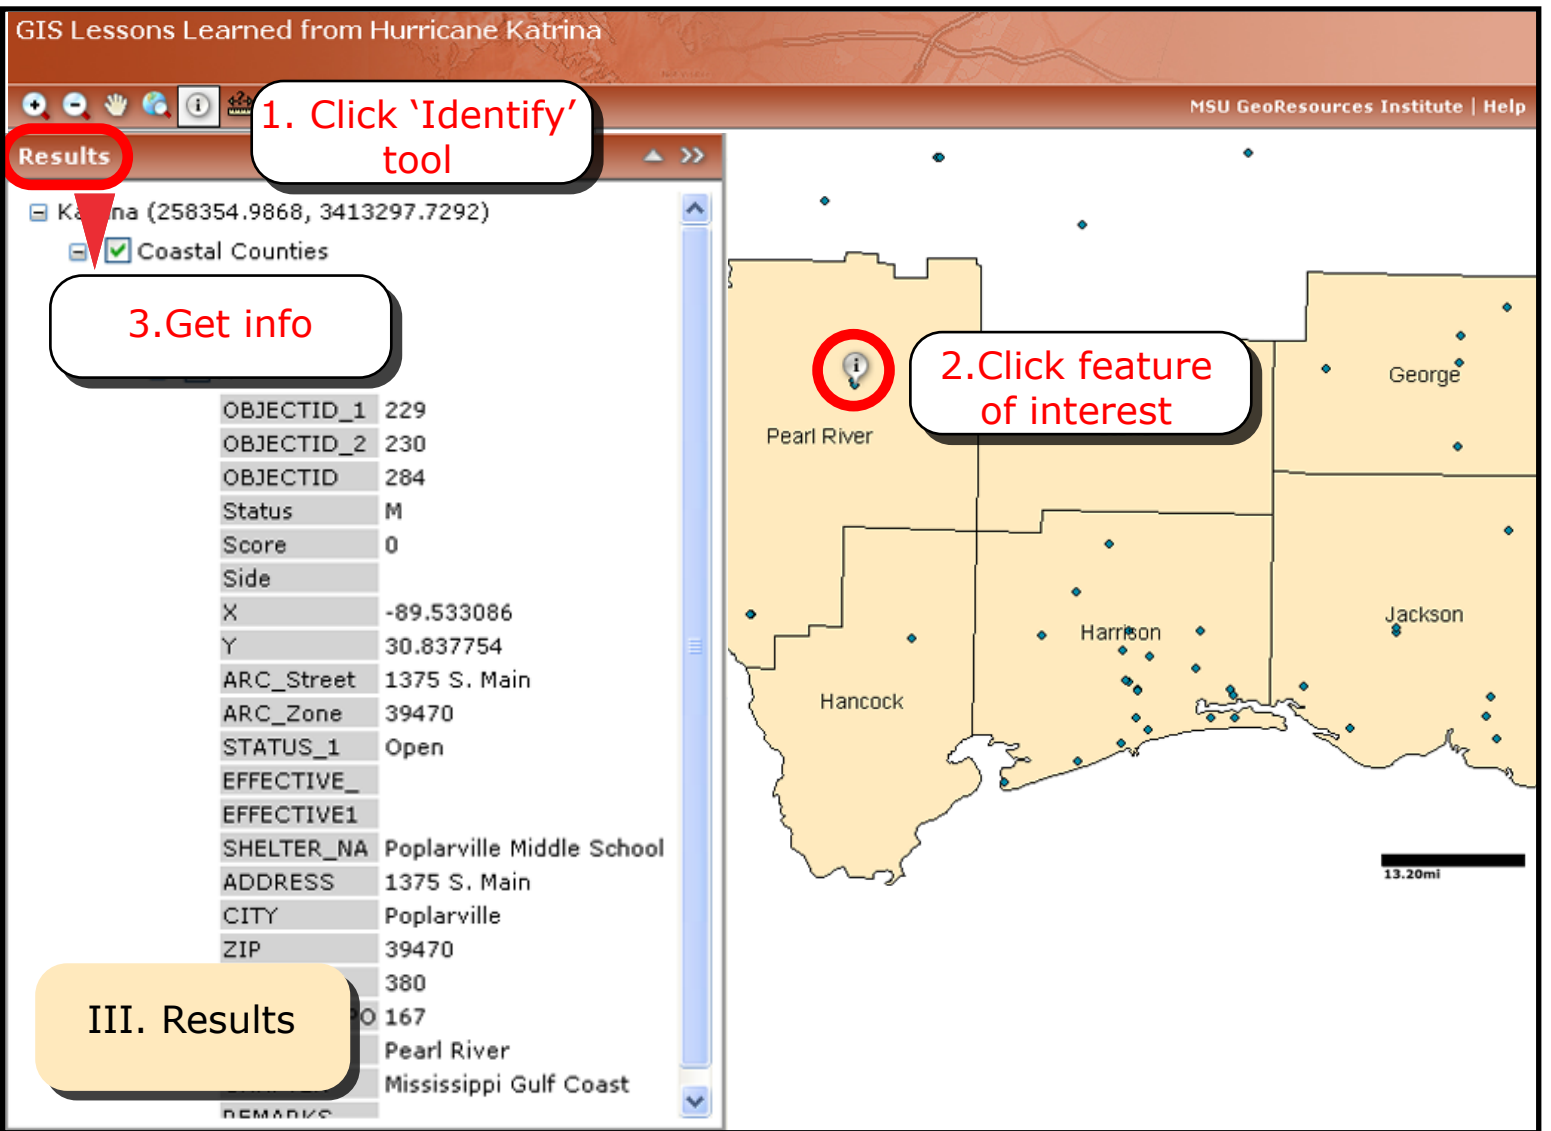 GIS Lessons Learned from Hurricane Katrina
MSU GeoResources Institute | Help
1. Click ‘Identify’
tool
Results
(258354.9868, 3413297.7292)
Coastal Counties
3.Get info
OBJECTID_1 229
OBJECTID_2 230
OBJECTID 284
Status M
Score 0
Side
X -89.533086
Y 30.837754
ARC_Street 1375 S. Main
ARC_Zone 39470
STATUS_1 Open
EFFECTIVE_
EFFECTIVE1
SHELTER_NA Poplarville Middle School
ADDRESS 1375 S. Main
CITY Poplarville
ZIP 39470
380
167
Pearl River
Mississippi Gulf Coast
REMARKS
III. Results
2.Click feature
of interest
Pearl River
George
Jackson
Harrison
Hancock
13.20mi